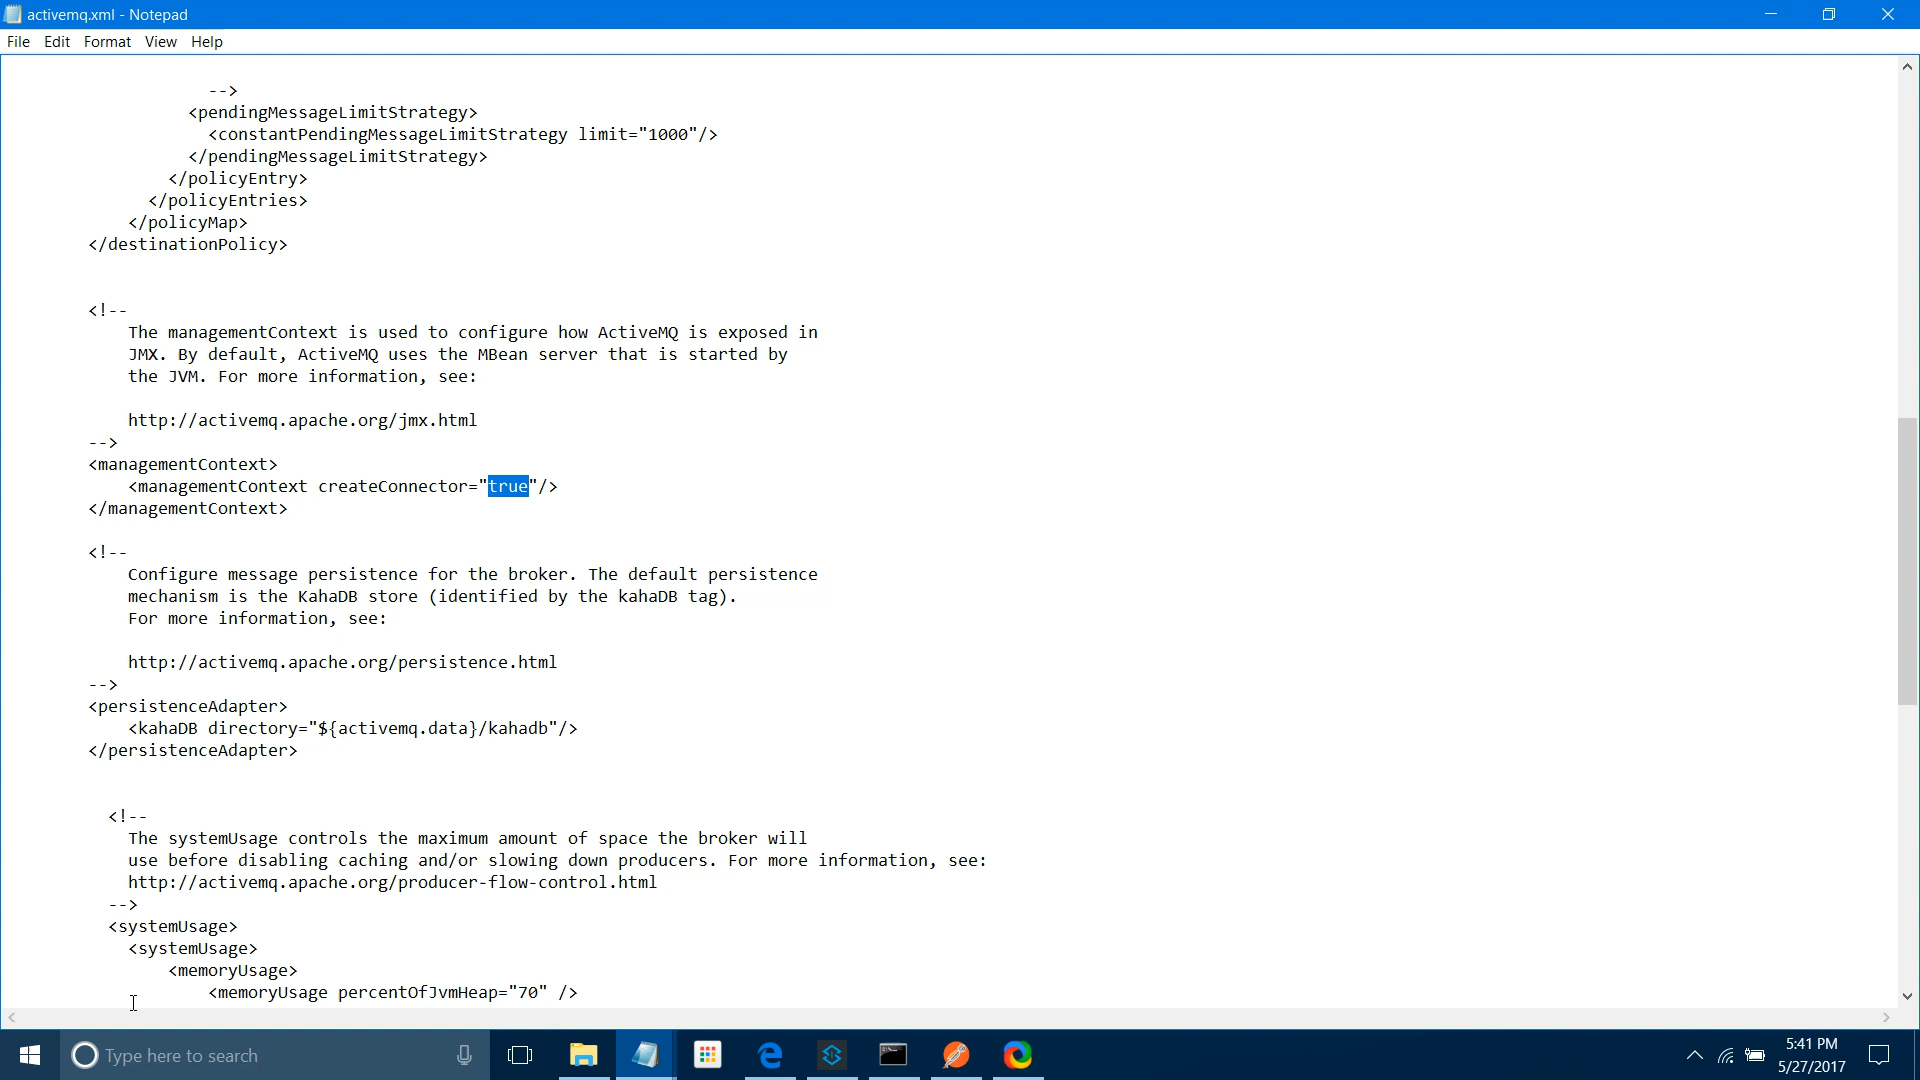 activemq.xml - Notepad
File Edit Format View Help
-->
<pendingMessageLimitStrategy>
<constantPendingMessageLimitStrategy limit="1000"/>
</pendingMessageLimitStrategy>
</policyEntry>
</policyEntries>
</policyMap>
</destinationPolicy>
<!--
The managementContext is used to configure how ActiveMQ is exposed in
JMX. By default, ActiveMQ uses the MBean server that is started by
the JVM. For more information, see:
http://activemq.apache.org/jmx.html
-->
<managementContext>
<managementContext createConnector="true"/>
</managementContext>
<!--
Configure message persistence for the broker. The default persistence
mechanism is the KahaDB store (identified by the kahaDB tag).
For more information, see:
http://activemq.apache.org/persistence.html
-->
<persistenceAdapter>
<kahaDB directory="${activemq.data}/kahadb"/>
</persistenceAdapter>
<!--
The systemUsage controls the maximum amount of space the broker will
use before disabling caching and/or slowing down producers. For more information, see:
http://activemq.apache.org/producer-flow-control.html
-->
<systemUsage>
<systemUsage>
<memoryUsage>
<memoryUsage percentOfJvmHeap="70" />
Type here to search
5:41 PM
5/27/2017